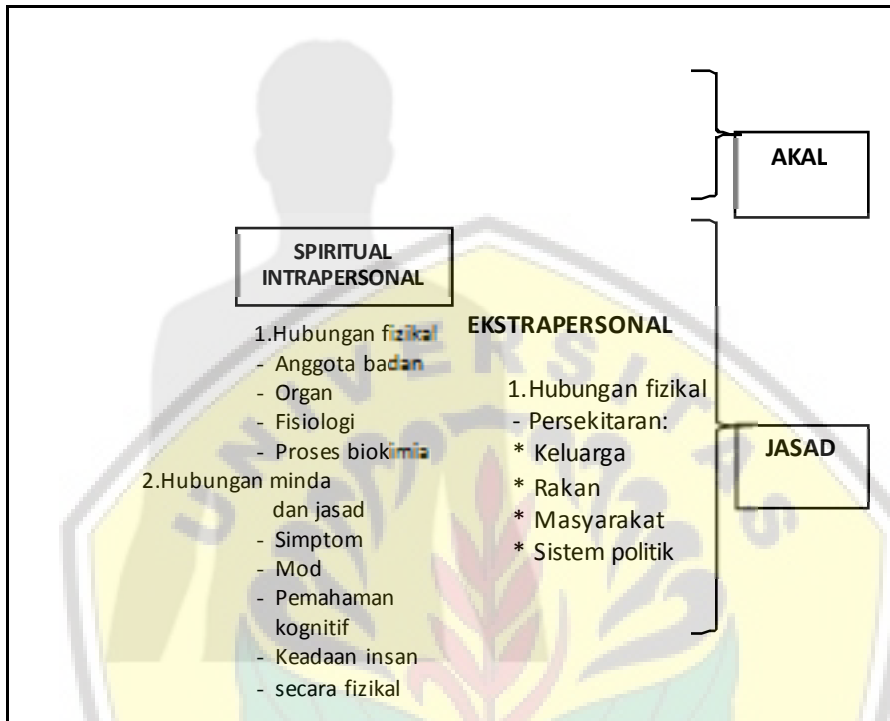 AKAL
SPIRITUAL
INTRAPERSONAL
1.Hubungan fizikal
- Anggota badan
- Organ
- Fisiologi
- Proses biokimia
2.Hubungan minda
dan jasad
- Simptom
- Mod
- Pemahaman
kognitif
- Keadaan insan
- secara fizikal
EKSTRAPERSONAL
1.Hubungan fizikal
- Persekitaran:
* Keluarga
* Rakan
* Masyarakat
* Sistem politik
JASAD
UNIVERSITAS